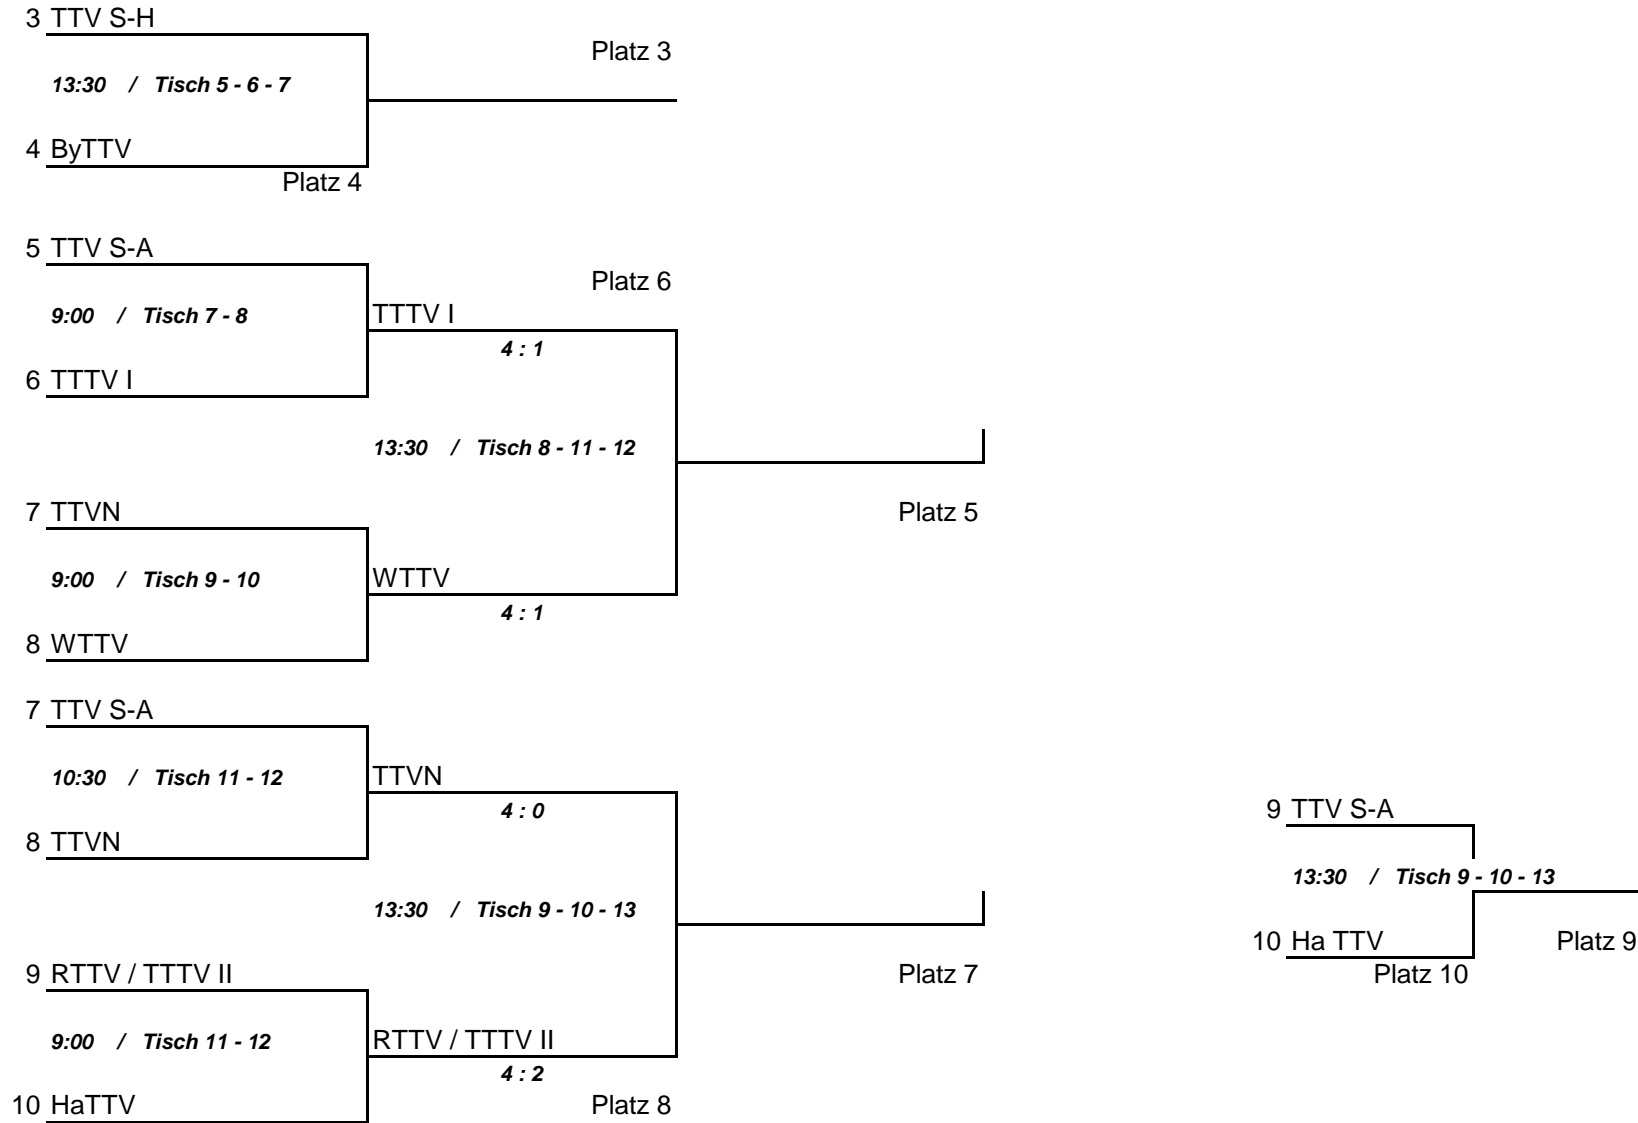 3 TTV S-H
Platz 3
13:30 / Tisch 5 - 6 - 7
4 ByTTV
Platz 4
5 TTV S-A
Platz 6
9:00 / Tisch 7 - 8
TTTV I
4 : 1
6 TTTV I
13:30 / Tisch 8 - 11 - 12
7 TTVN
Platz 5
9:00 / Tisch 9 - 10
WTTV
4 : 1
8 WTTV
7 TTV S-A
10:30 / Tisch 11 - 12
TTVN
4 : 0
8 TTVN
13:30 / Tisch 9 - 10 - 13
9 RTTV / TTTV II
Platz 7
9:00 / Tisch 11 - 12
RTTV / TTTV II
4 : 2
10 HaTTV
Platz 8
9 TTV S-A
13:30 / Tisch 9 - 10 - 13
10 Ha TTV
Platz 9
Platz 10